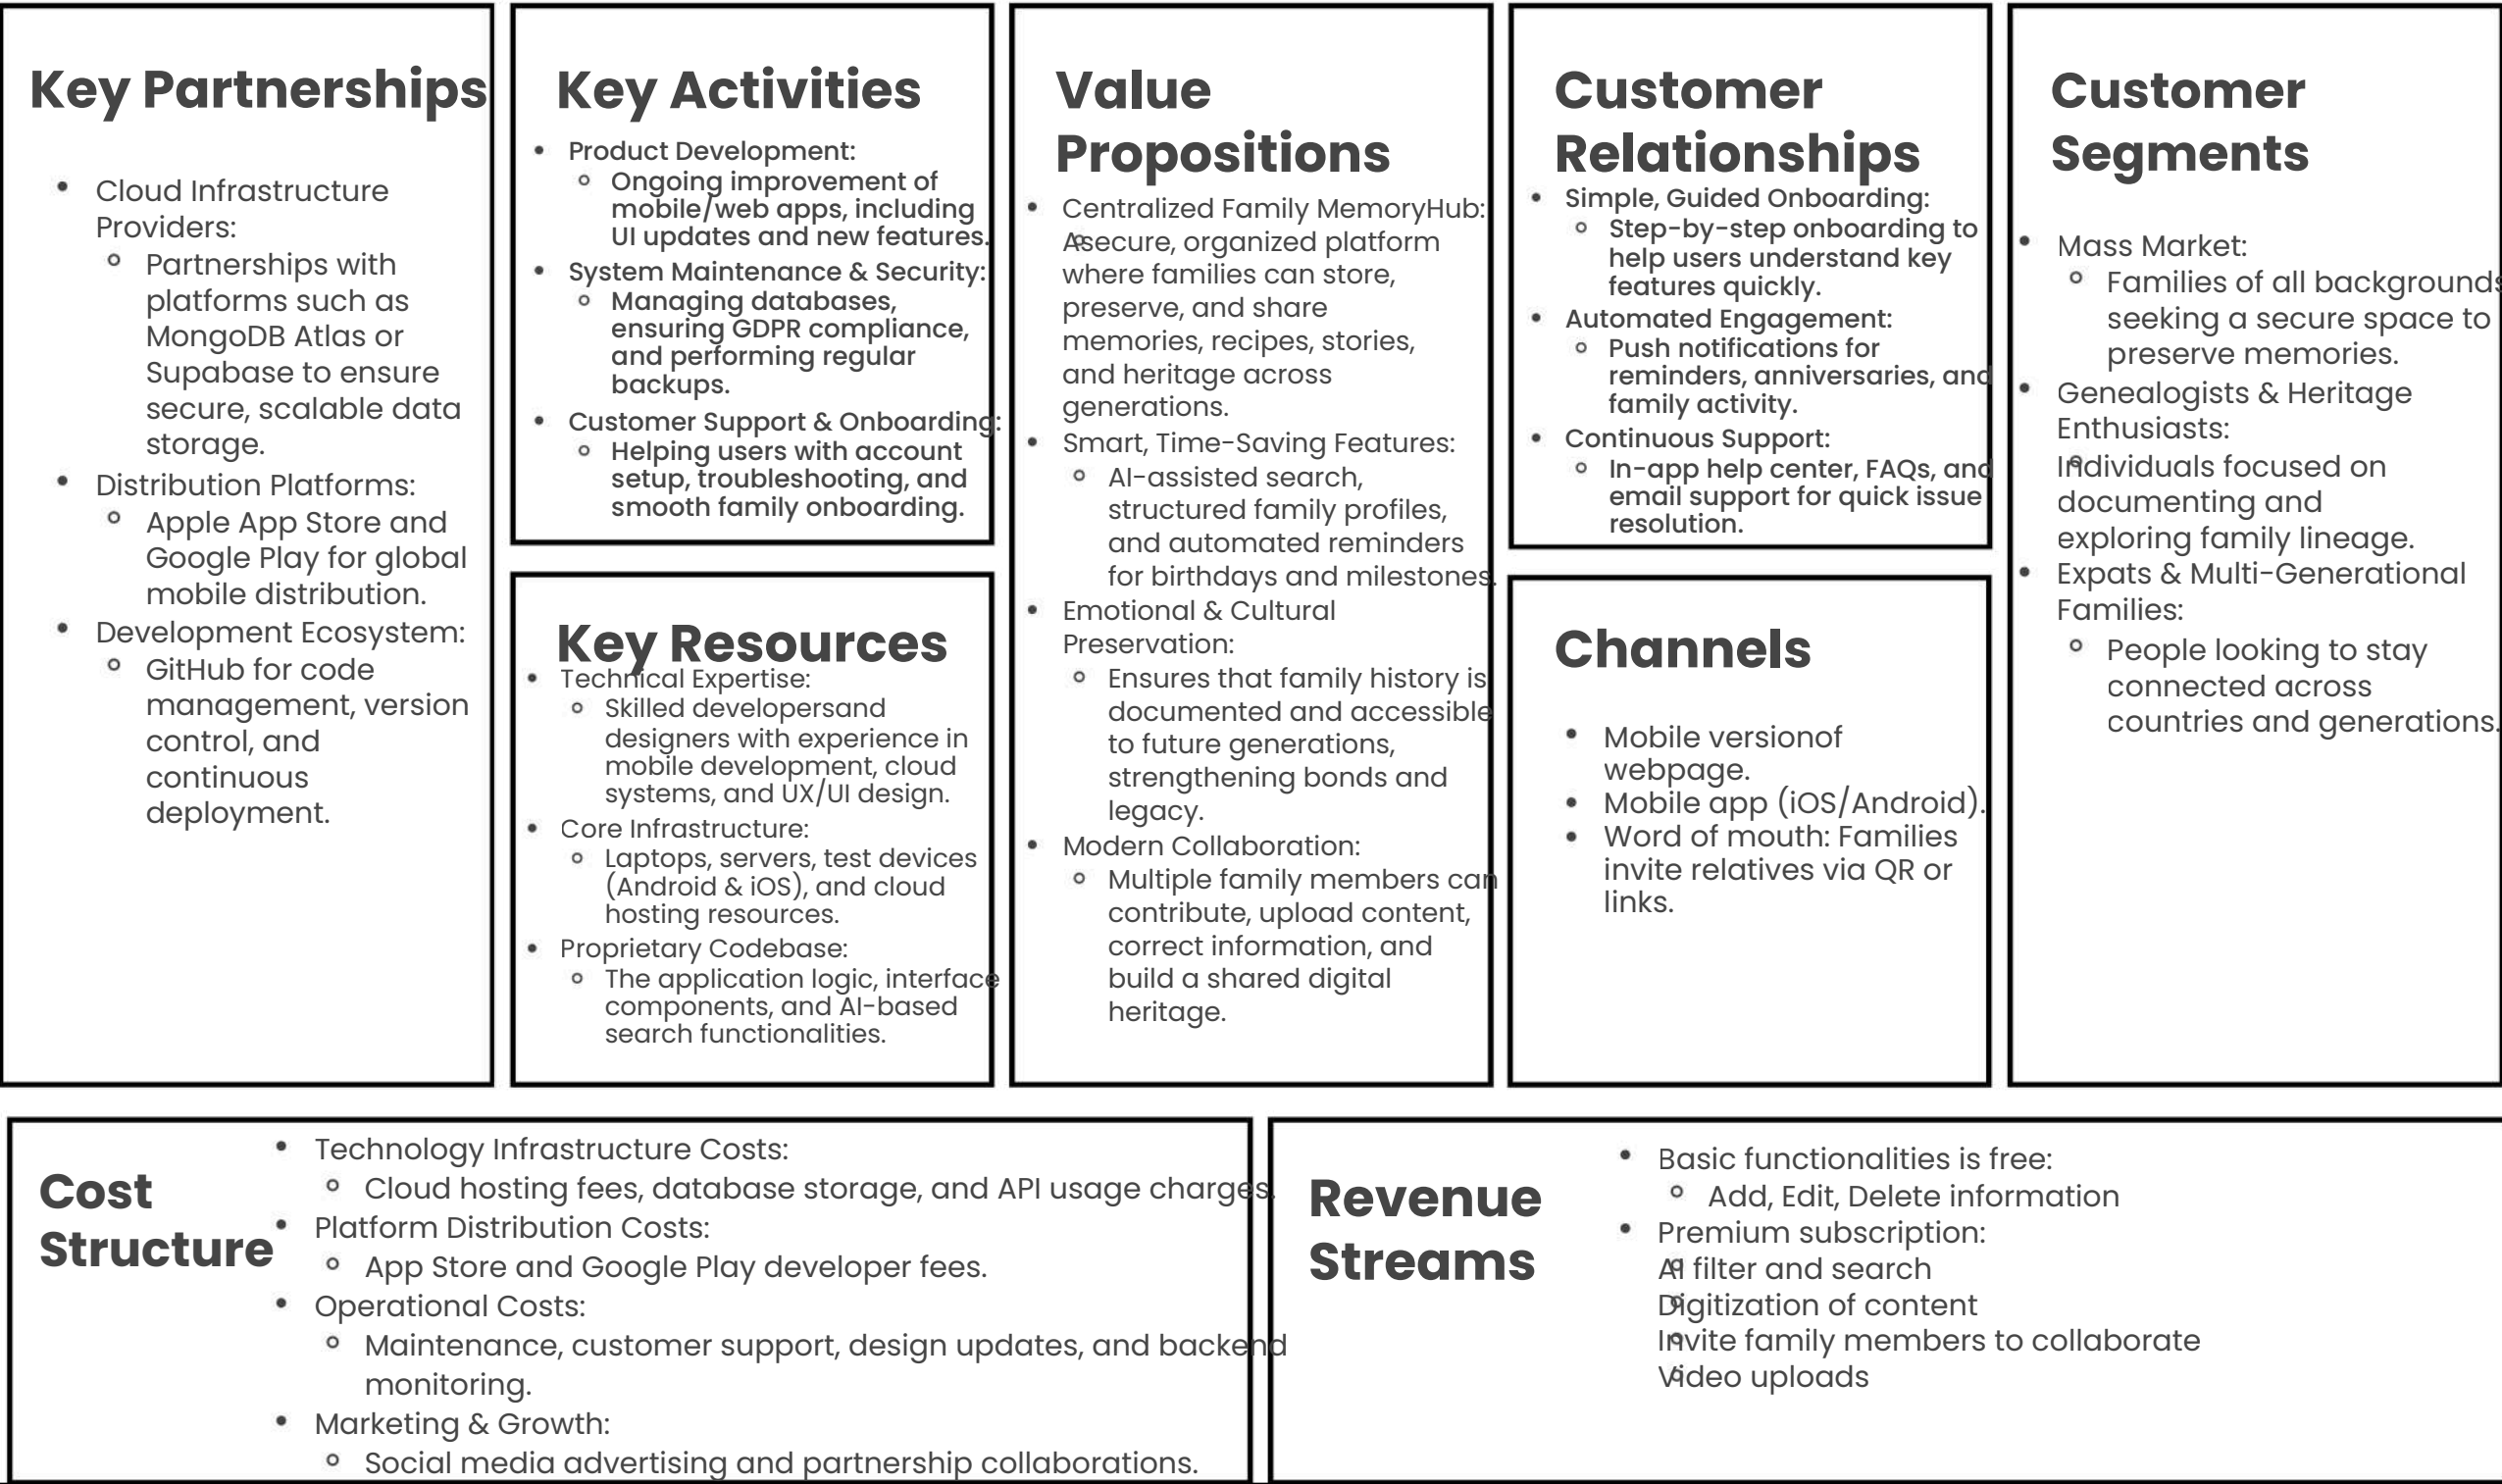 Key Partnerships
Cloud Infrastructure
Providers:
Partnerships with
platforms such as
MongoDB Atlas or
Supabase to ensure
secure, scalable data
storage.
Distribution Platforms:
Apple App Store and
Google Play for global
mobile distribution.
Development Ecosystem:
GitHub for code
management, version
control, and
continuous
deployment.
Key Activities
Product Development:
Ongoing improvement of
mobile/web apps, including
UI updates and new features.
System Maintenance & Security:
Managing databases,
ensuring GDPR compliance,
and performing regular
backups.
Customer Support & Onboarding:
Helping users with account
setup, troubleshooting, and
smooth family onboarding.
Key Resources
Technical Expertise:
Skilled developersand
designers with experience in
mobile development, cloud
systems, and UX/UI design.
Core Infrastructure:
Laptops, servers, test devices
(Android & iOS), and cloud
hosting resources.
Proprietary Codebase:
The application logic, interface
components, and AI-based
search functionalities.
Value
Propositions
Centralized Family MemoryHub:
Asecure, organized platform
where families can store,
preserve, and share
memories, recipes, stories,
and heritage across
generations.
Smart, Time-Saving Features:
AI-assisted search,
structured family profiles,
and automated reminders
for birthdays and milestones.
Emotional & Cultural
Preservation:
Ensures that family history is
documented and accessible
to future generations,
strengthening bonds and
legacy.
Modern Collaboration:
Multiple family members can
contribute, upload content,
correct information, and
build a shared digital
heritage.
Customer
Relationships
Simple, Guided Onboarding:
Step-by-step onboarding to
help users understand key
features quickly.
Automated Engagement:
Push notifications for
reminders, anniversaries, and
family activity.
Continuous Support:
In-app help center, FAQs, and
email support for quick issue
resolution.
Channels
Mobile versionof
webpage.
Mobile app (iOS/Android).
Word of mouth: Families
invite relatives via QR or
links.
Customer
Segments
Mass Market:
Families of all backgrounds
seeking a secure space to
preserve memories.
Genealogists & Heritage
Enthusiasts:
Individuals focused on
documenting and
exploring family lineage.
Expats & Multi-Generational
Families:
People looking to stay
connected across
countries and generations.
Cost
Structure
Technology Infrastructure Costs:
Cloud hosting fees, database storage, and API usage charges.
Platform Distribution Costs:
App Store and Google Play developer fees.
Operational Costs:
Maintenance, customer support, design updates, and backend
monitoring.
Marketing & Growth:
Social media advertising and partnership collaborations.
Revenue
Streams
Basic functionalities is free:
Add, Edit, Delete information
Premium subscription:
AI filter and search
Digitization of content
Invite family members to collaborate
Video uploads